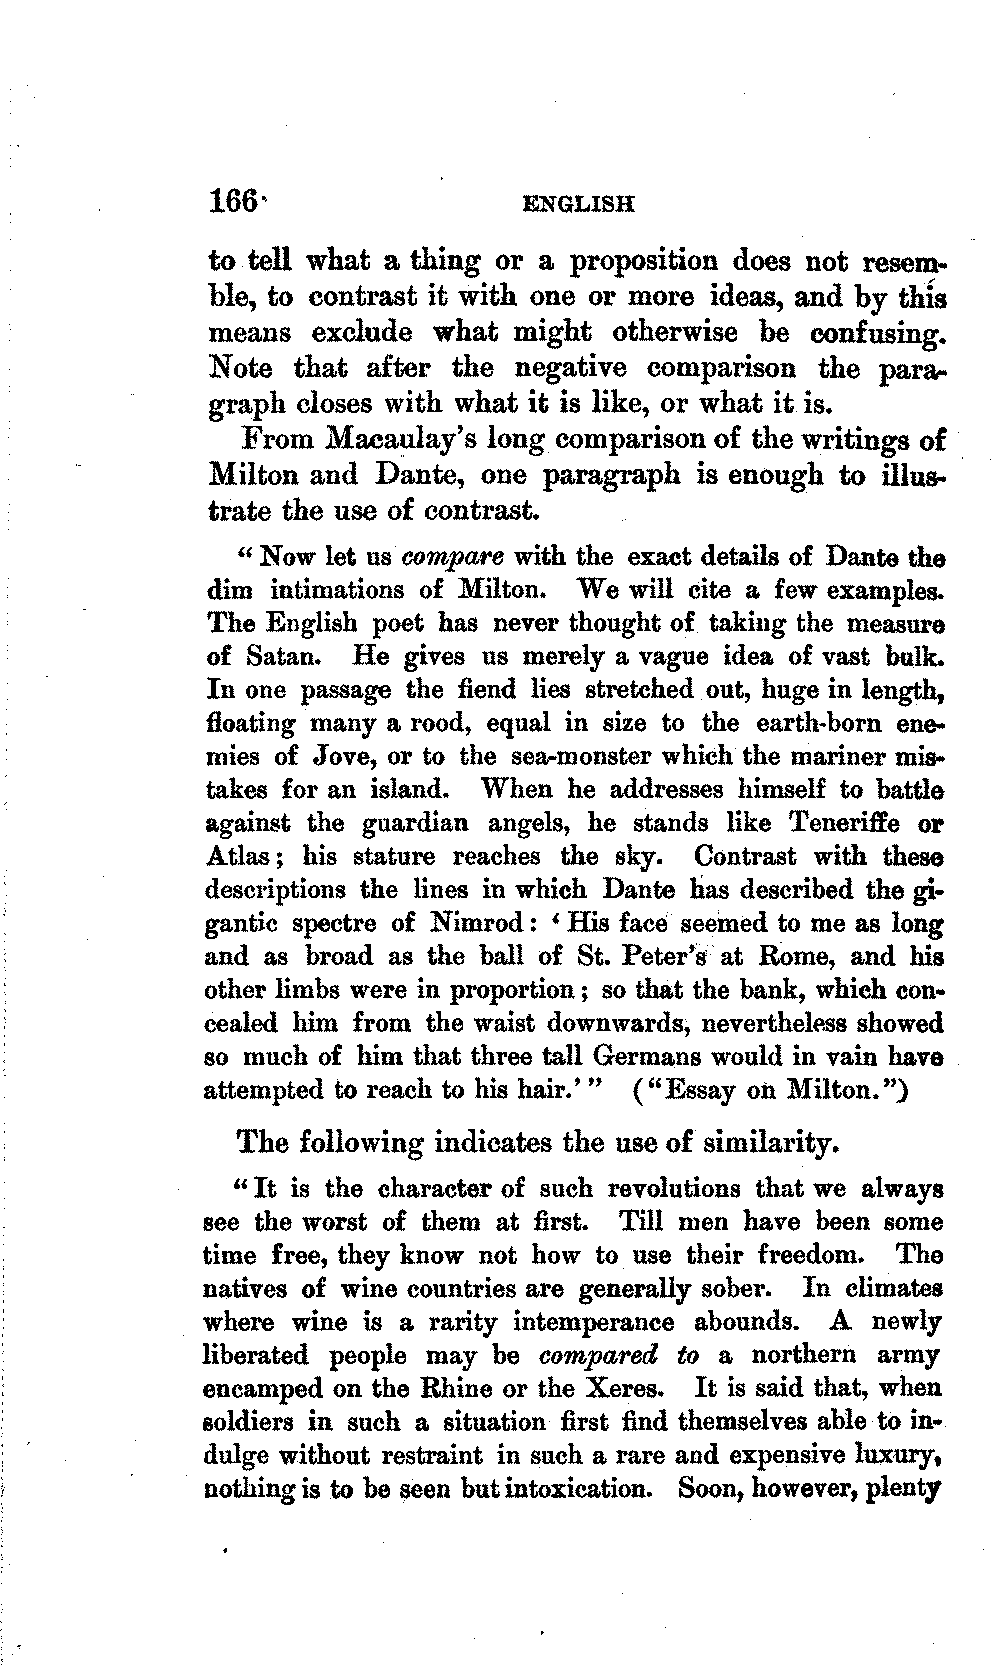 166 ENGLISH
to tell what a thing or a proposition does not resem-
ble, to contrast it with one or more ideas, and by this
means exclude what might otherwise be confusing.
Note that after the negative comparison the para-
graph closes with what it is like, or what it is.
From Macaulay's long comparison of the writings of
Milton and Dante, one paragraph is enough to illus-
trate the use of contrast.
"Now let us compare with the exact details of Dante the
dim intimations of Milton. We will cite a few examples.
The English poet has never thought of taking the measure
of Satan. He gives us merely a vague idea of vast bulk.
In one passage the fiend lies stretched out, huge in length,
floating many a rood, equal in size to the earth-born ene-
mies of Jove, or to the sea-monster which the mariner mis-
takes for an island. When he addresses himself to battle
against the guardian angels, he stands like Teneriffe or
Atlas; his stature reaches the sky. Contrast with these
descriptions the lines in which Dante has described the gi-
gantic spectre of Nimrod: 'His face seemed to me as long
and as broad as the ball of St. Peter's at Rome, and his
other limbs were in proportion; so that the bank, which con-
cealed him from the waist downwards, nevertheless showed
so much of him that three tall Germans would in vain have
attempted to reach to his hair.'" ("Essay on Milton.")
The following indicates the use of similarity.
"It is the character of such revolutions that we always
see the worst of them at first. Till men have been some
time free, they know not how to use their freedom. The
natives of wine countries are generally sober. In climates
where wine is a rarity intemperance abounds. A newly
liberated people may be compared to a northern army
encamped on the Rhine or the Xeres. It is said that, when
soldiers in such a situation first find themselves able to in-
dulge without restraint in such a rare and expensive luxury,
nothing is to be seen but intoxication. Soon, however, plenty